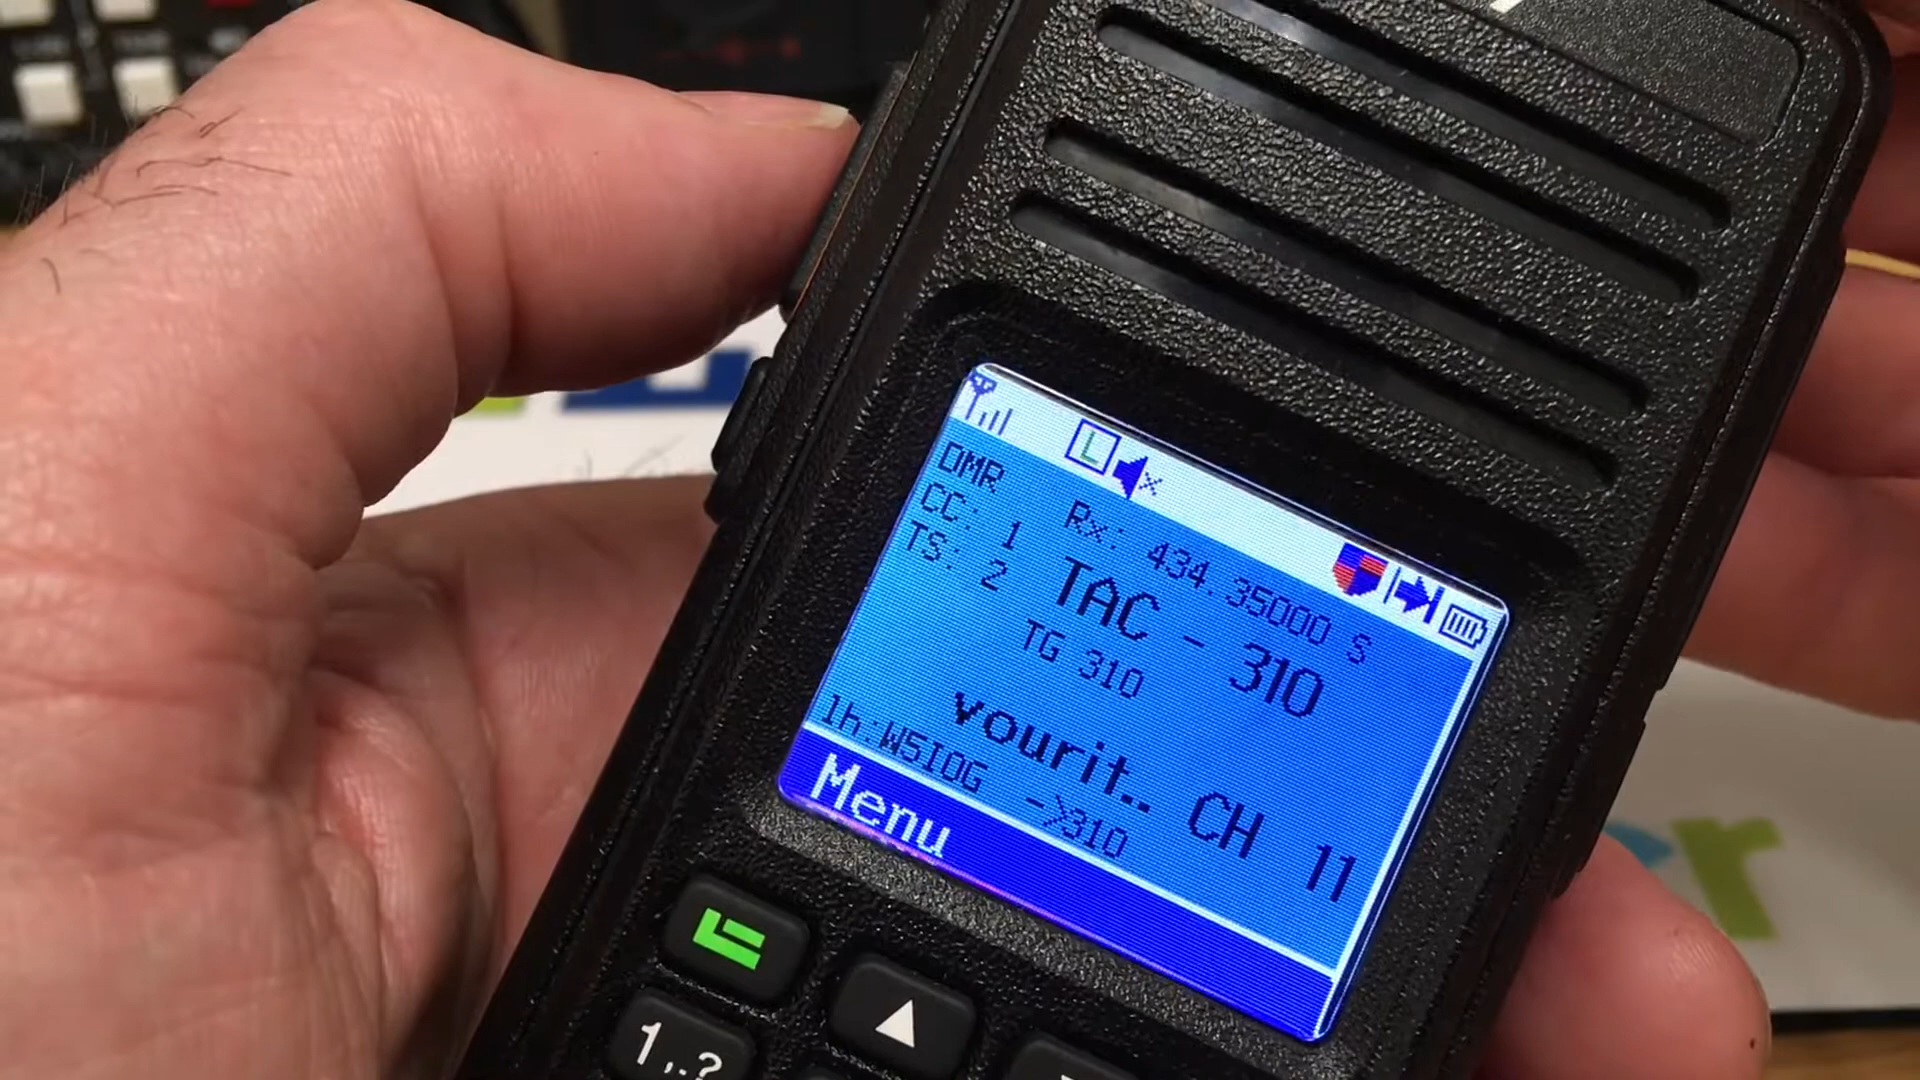 L
DMR
CC: 1 Rx: 434.35000 S
TS: 2 TAC - 310
TG 310
vourit.. CH 11
lh:W5IOG ->310
Menu
1,.?